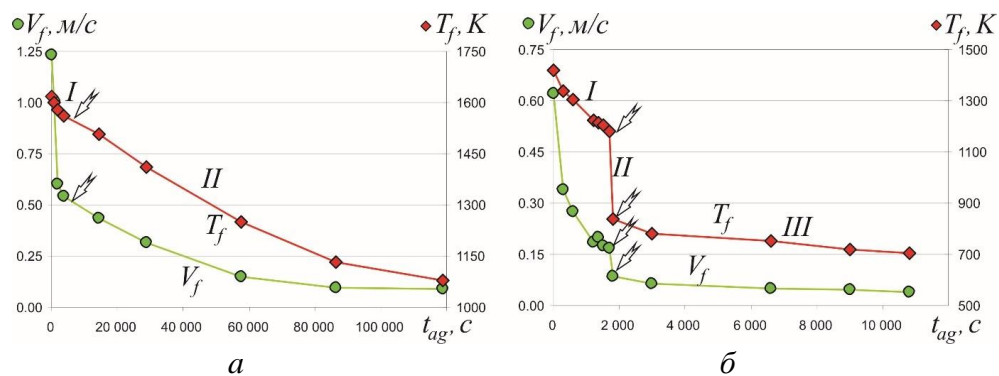 V_f, м/с
T_f, K
1.25
1.00
0.75
0.50
0.25
0.00
1750
1600
1450
1300
1150
1000
I
II
T_f
V_f
0
20 000
40 000
60 000
80 000
100 000
t_ag, c
а
V_f, м/с
T_f, K
0.75
0.60
0.45
0.30
0.15
0.00
1500
1300
1100
900
700
500
I
II
T_f
III
V_f
0
2 000
4 000
6 000
8 000
10 000
t_ag, c
б